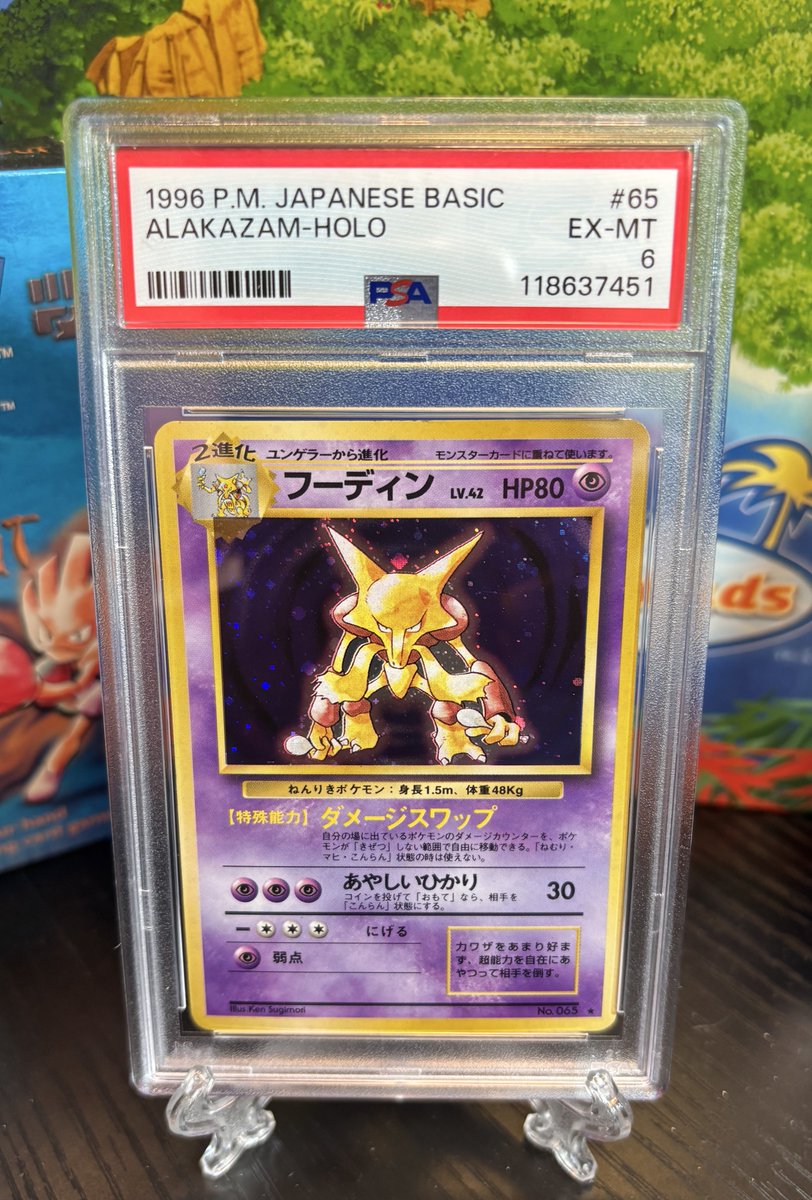 1996 P.M. JAPANESE BASIC #65
ALAKAZAM-HOLO EX-MT
6
PSA 118637451
2進化 ユンゲラーから進化 モンスターカードに重ねて使います。
フーディン LV.42 HP80
ねんりきポケモン：身長1.5m、体重48Kg
【特殊能力】ダメージスワップ
自分の場に出ているポケモンのダメージカウンターを、ポケ
モンが「きぜつ」しない範囲で自由に移動できる。「ねむり・
マヒ・こんらん」状態の時は使えない。
あやしいひかり 30
コインを投げて「おもて」なら、相手を
「こんらん」状態にする。
にげる
弱点
力ワザをあまり好ま
ず、超能力を自在にあ
やつって相手を倒す。
Illus Ken Sugimori No. 065 ★
TM
TM
ds